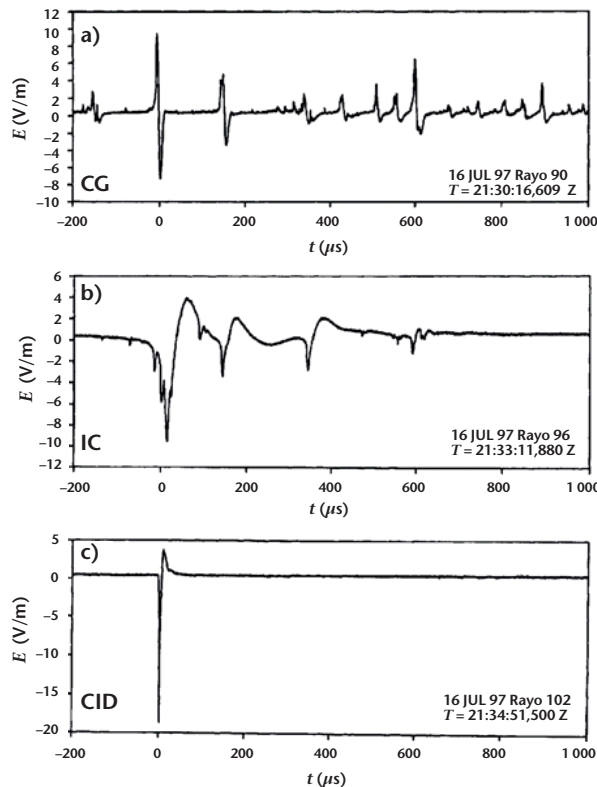 12
10
8
6
4
2
0
–2
–4
–6
–8
–10
E (V/m)
a)
CG
16 JUL 97 Rayo 90
T = 21:30:16,609 Z
–200 0 200 400 600 800 1 000
t (µs)
6
4
2
0
–2
–4
–6
–8
–10
–12
E (V/m)
b)
IC
16 JUL 97 Rayo 96
T = 21:33:11,880 Z
–200 0 200 400 600 800 1 000
t (µs)
5
0
–5
–10
–15
–20
E (V/m)
c)
CID
16 JUL 97 Rayo 102
T = 21:34:51,500 Z
–200 0 200 400 600 800 1 000
t (µs)